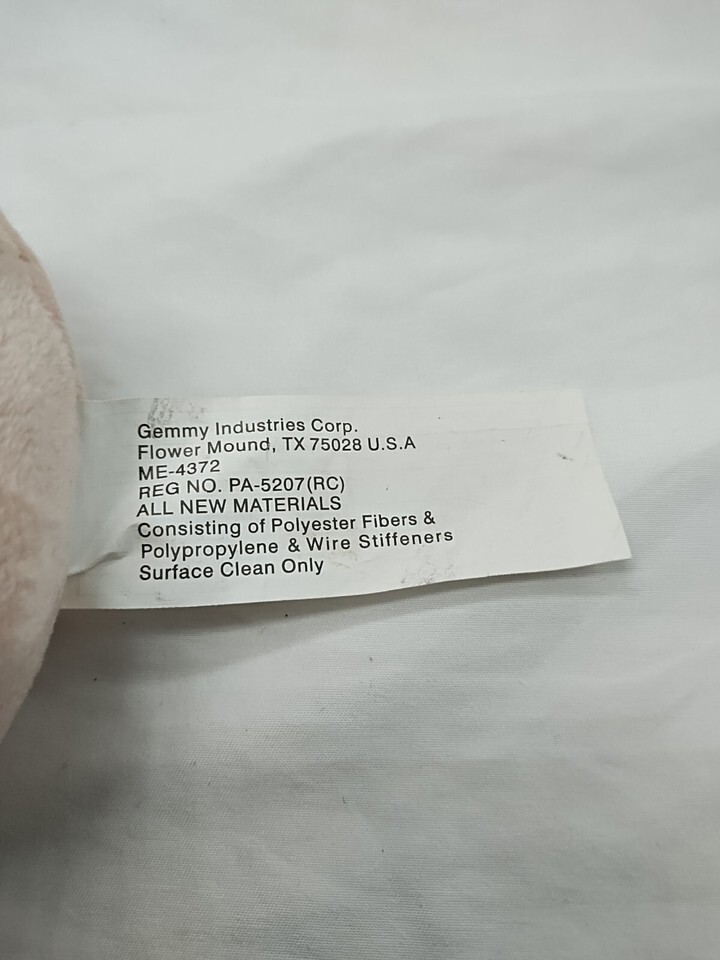 Gemmy Industries Corp.
Flower Mound, TX 75028 U.S.A
ME-4372
REG NO. PA-5207(RC)
ALL NEW MATERIALS
Consisting of Polyester Fibers &
Polypropylene & Wire Stiffeners
Surface Clean Only